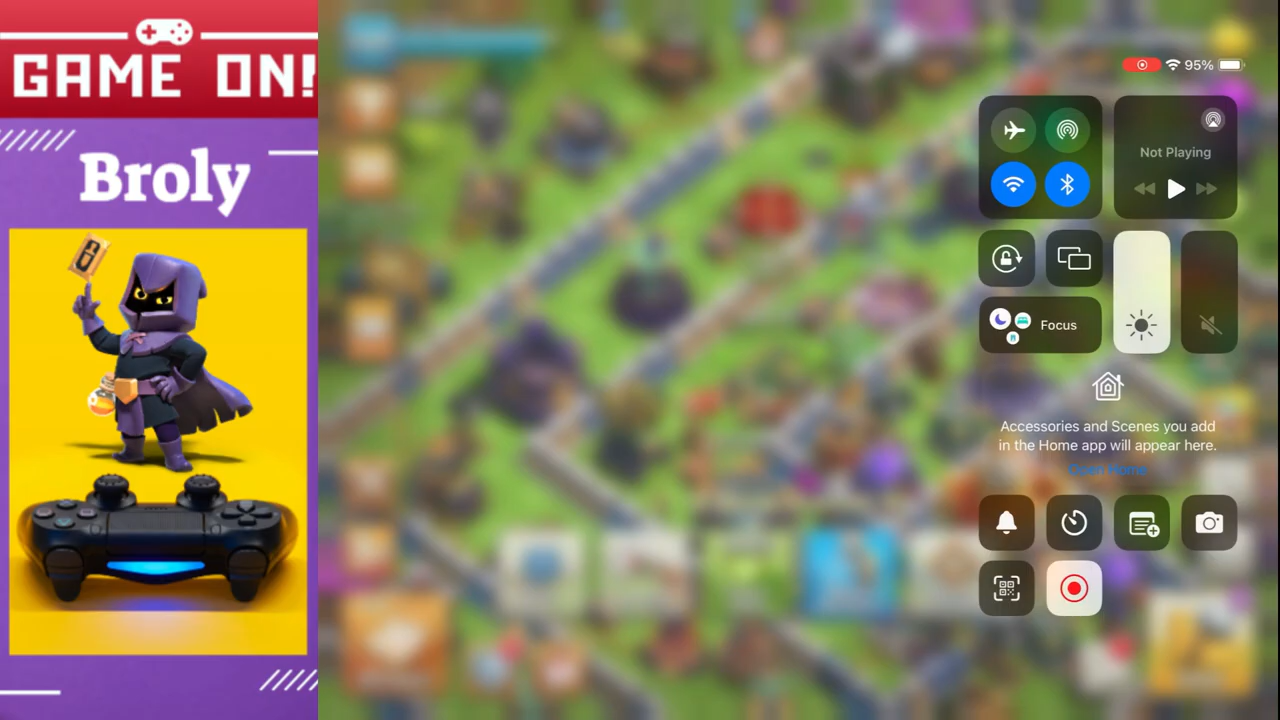 GAME ON!
Broly
95%
Not Playing
Focus
Accessories and Scenes you add
in the Home app will appear here.
Open Home